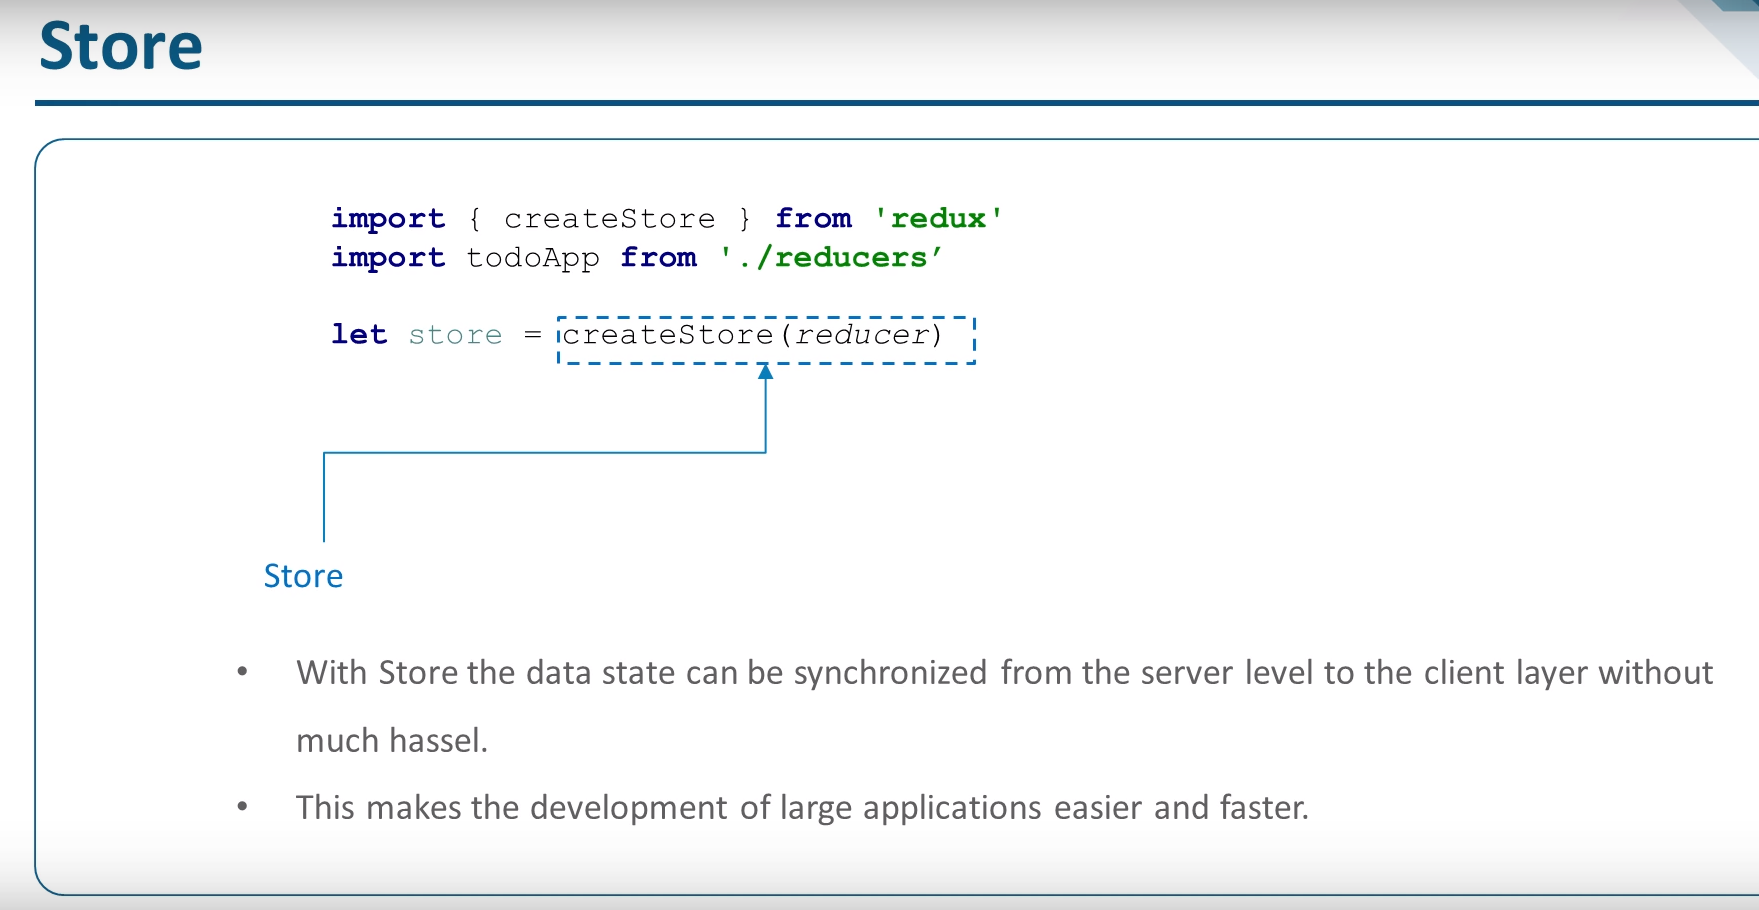 Store
import { createStore } from 'redux'
import todoApp from './reducers’
let store = createStore(reducer)
Store
• With Store the data state can be synchronized from the server level to the client layer without
much hassel.
• This makes the development of large applications easier and faster.